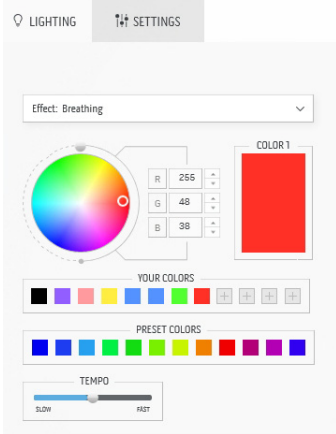 LIGHTING
SETTINGS
Effect: Breathing
COLOR 1
R 255
G 48
B 38
YOUR COLORS
PRESET COLORS
TEMPO
SLOW FAST